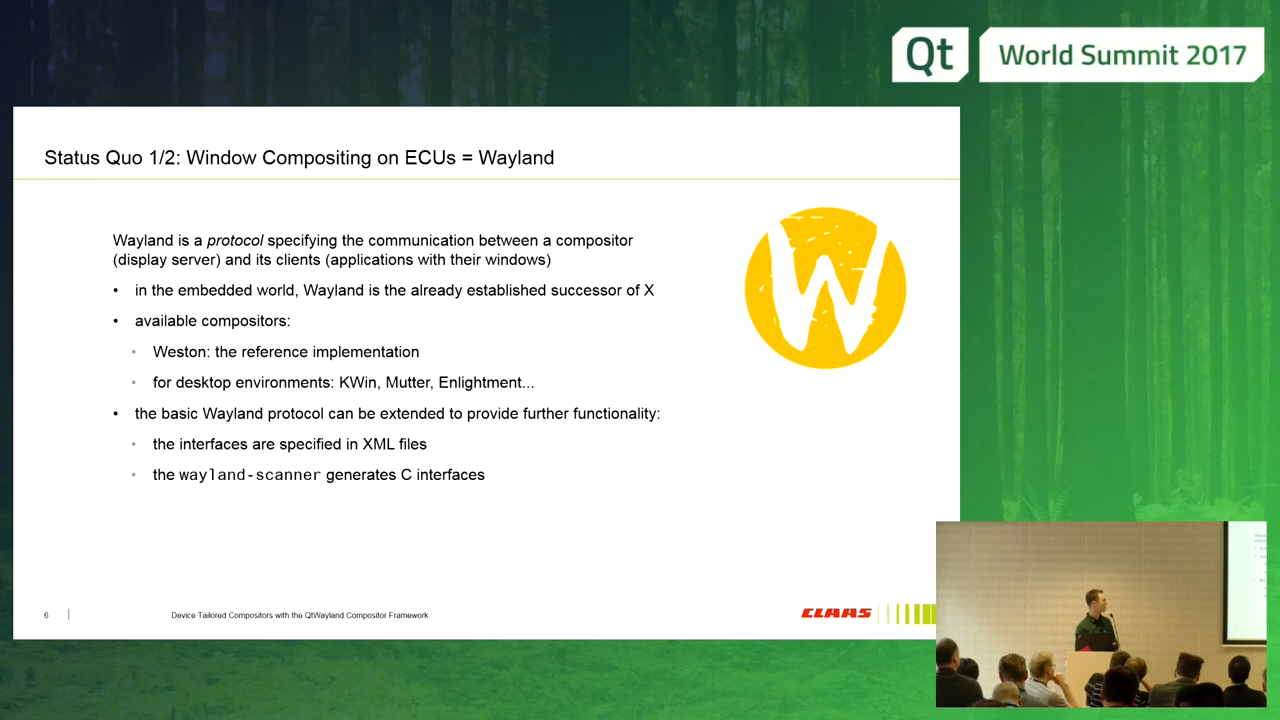 Qt World Summit 2017
Status Quo 1/2: Window Compositing on ECUs = Wayland
Wayland is a protocol specifying the communication between a compositor
(display server) and its clients (applications with their windows)
• in the embedded world, Wayland is the already established successor of X
• available compositors:
• Weston: the reference implementation
• for desktop environments: KWin, Mutter, Enlightment...
• the basic Wayland protocol can be extended to provide further functionality:
• the interfaces are specified in XML files
• the wayland-scanner generates C interfaces
W
6 Device Tailored Compositors with the QtWayland Compositor Framework CLAAS